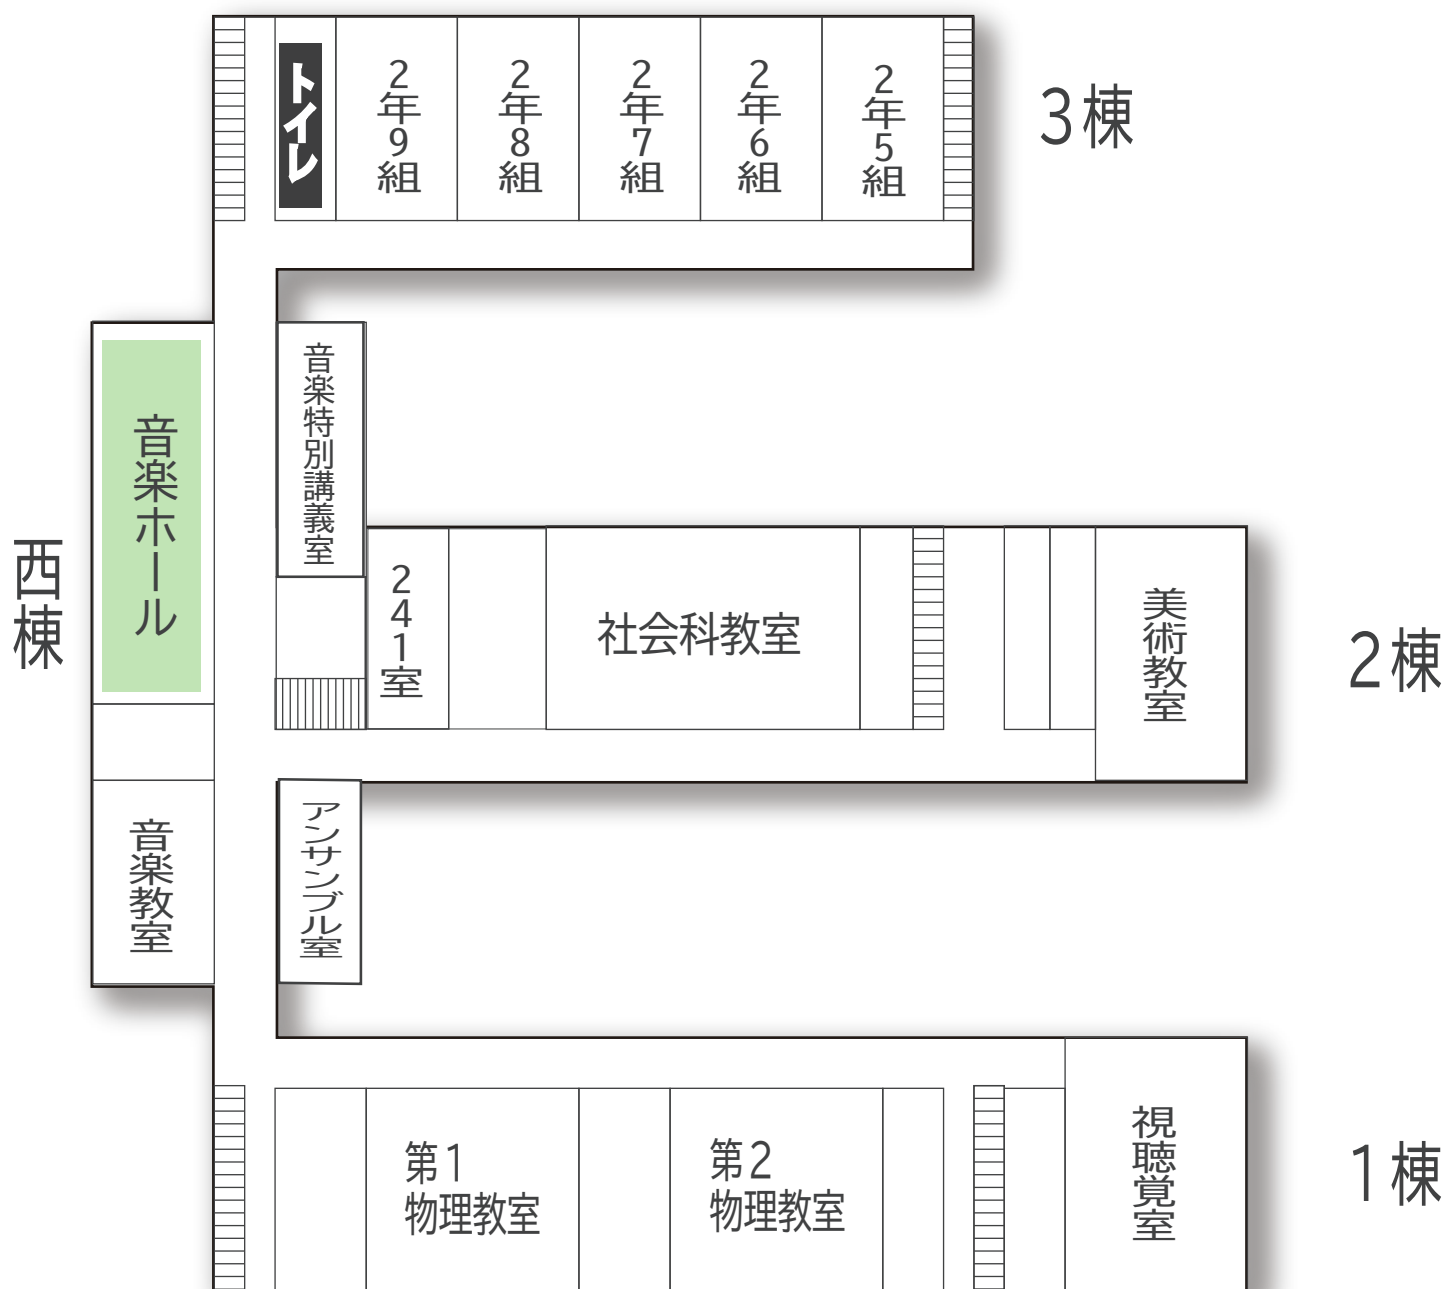 トイレ
2年9組
2年8組
2年7組
2年6組
2年5組
3棟
音楽ホール
音楽特別講義室
西棟
241室
社会科教室
美術教室
2棟
音楽教室
アンサンブル室
第1
物理教室
第2
物理教室
視聴覚室
1棟